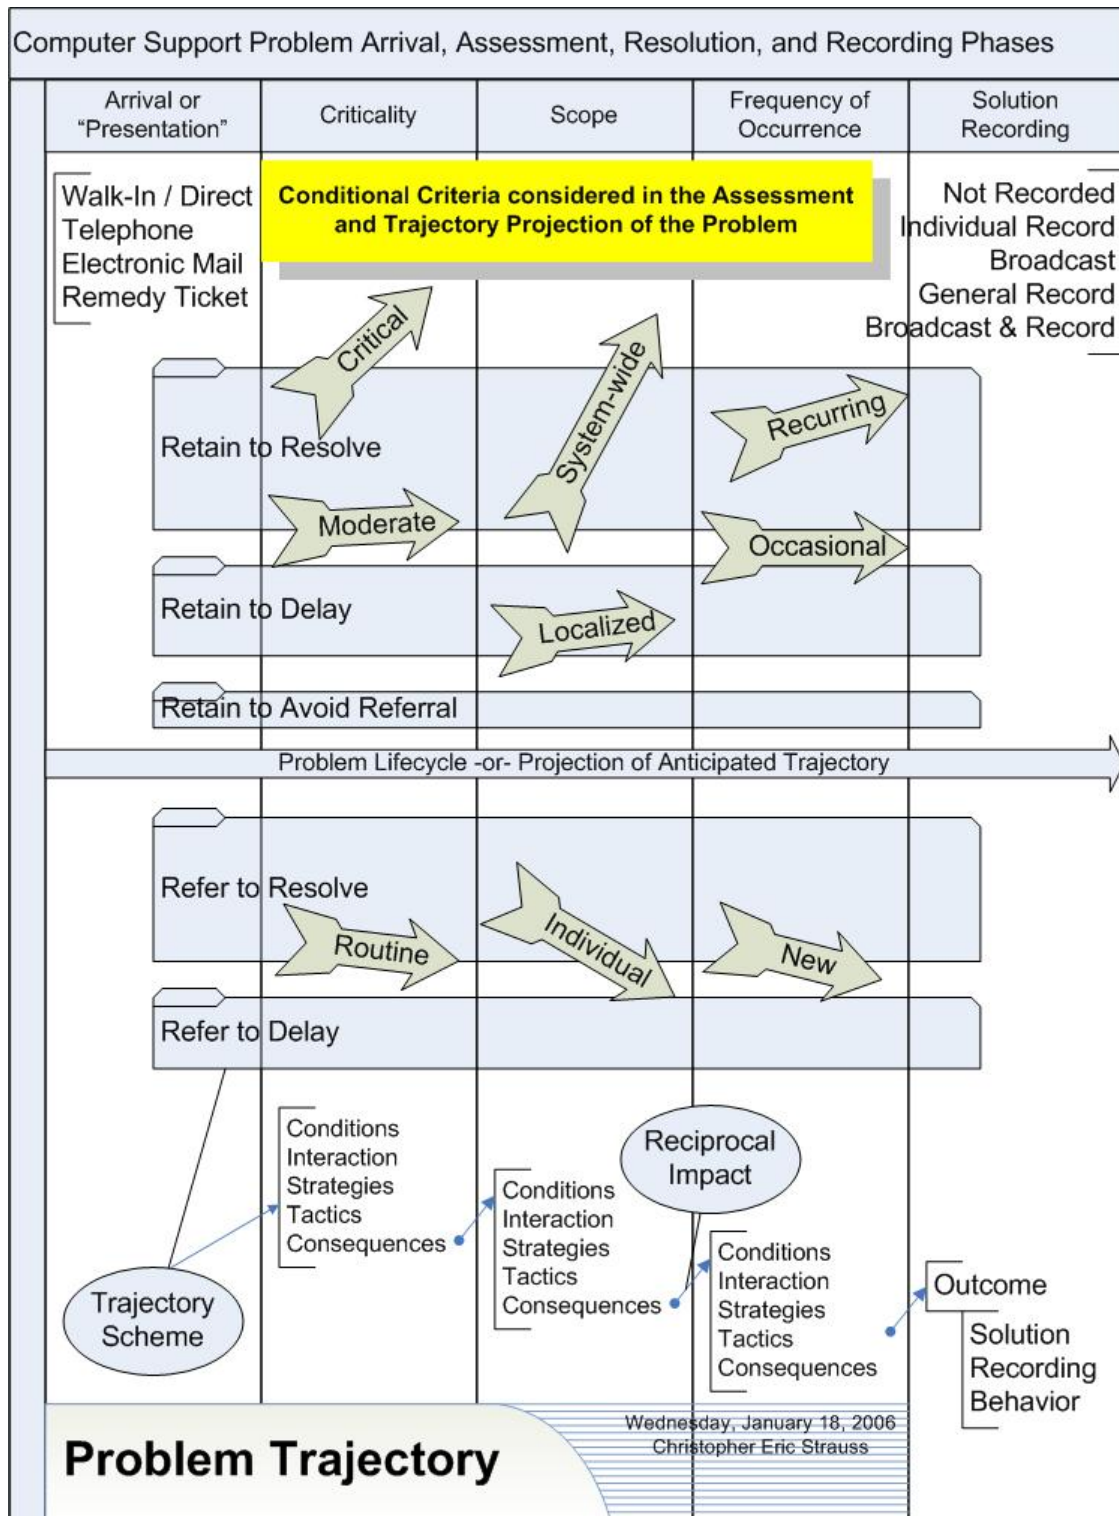 Computer Support Problem Arrival, Assessment, Resolution, and Recording Phases
Arrival or
“Presentation”
Criticality
Scope
Frequency of
Occurrence
Solution
Recording
Walk-In / Direct
Telephone
Electronic Mail
Remedy Ticket
Conditional Criteria considered in the Assessment
and Trajectory Projection of the Problem
Not Recorded
Individual Record
Broadcast
General Record
Broadcast & Record
Critical
System-wide
Recurring
Retain to Resolve
Moderate
Occasional
Retain to Delay
Localized
Retain to Avoid Referral
Problem Lifecycle -or- Projection of Anticipated Trajectory
Refer to Resolve
Routine
Individual
New
Refer to Delay
Conditions
Interaction
Strategies
Tactics
Consequences
Reciprocal
Impact
Conditions
Interaction
Strategies
Tactics
Consequences
Conditions
Interaction
Strategies
Tactics
Consequences
Trajectory
Scheme
Outcome
Solution
Recording
Behavior
Problem Trajectory
Wednesday, January 18, 2006
Christopher Eric Strauss